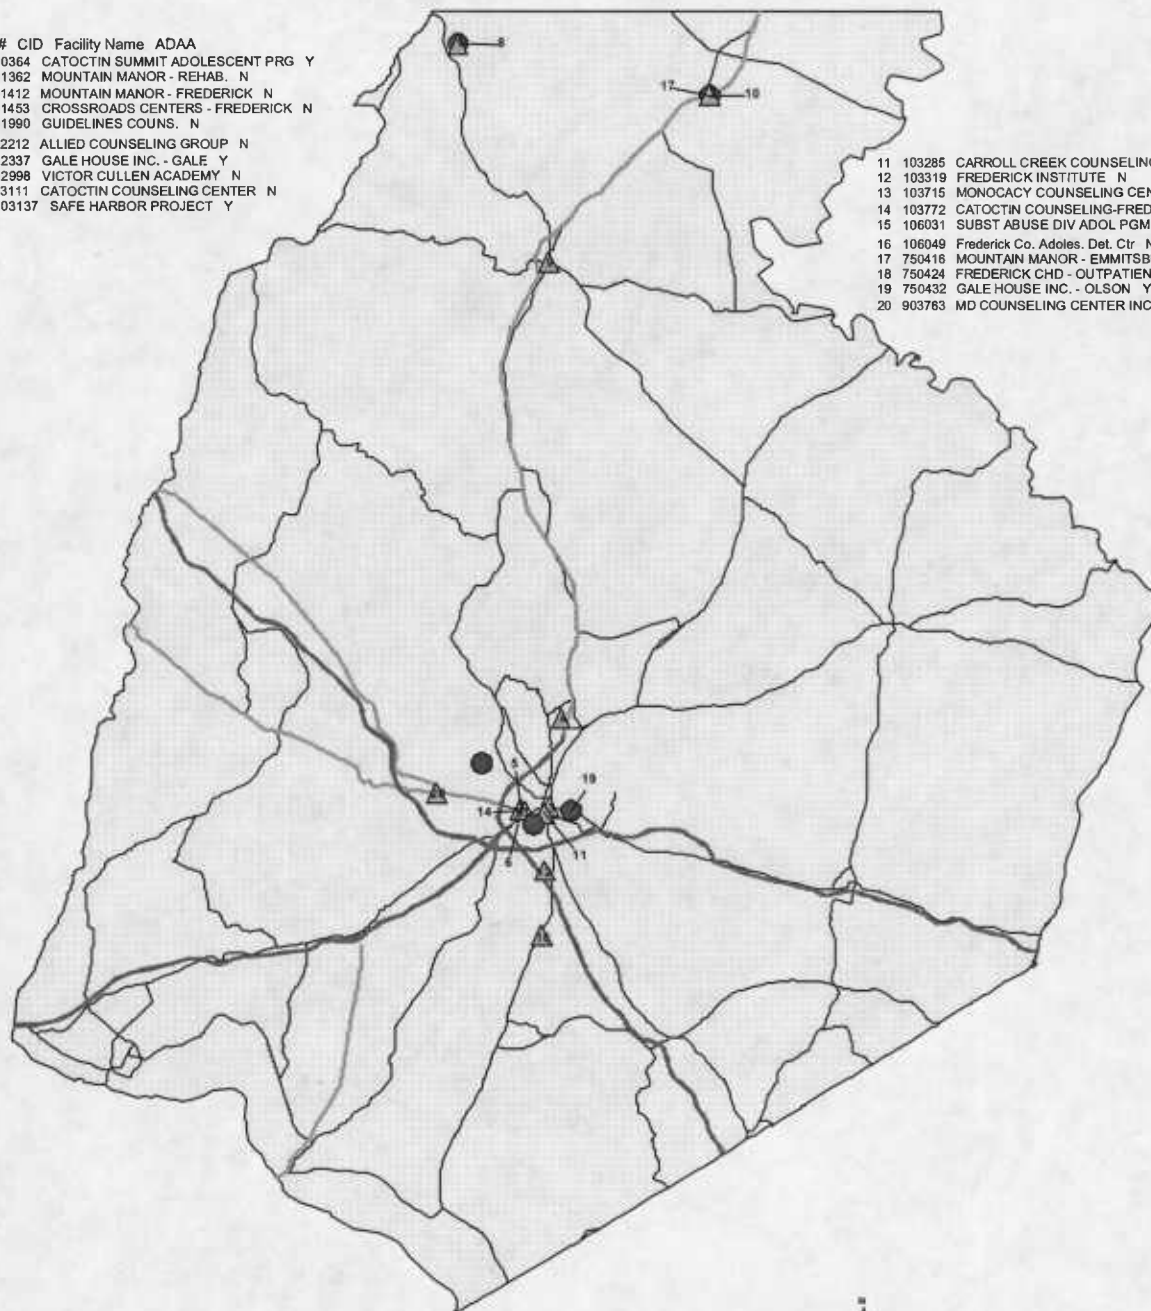 # CID Facility Name ADAA
0364 CATOCTIN SUMMIT ADOLESCENT PRG Y
1362 MOUNTAIN MANOR - REHAB. N
1412 MOUNTAIN MANOR - FREDERICK N
1453 CROSSROADS CENTERS - FREDERICK N
1990 GUIDELINES COUNS. N
2212 ALLIED COUNSELING GROUP N
2337 GALE HOUSE INC. - GALE Y
2998 VICTOR CULLEN ACADEMY N
3111 CATOCTIN COUNSELING CENTER N
03137 SAFE HARBOR PROJECT Y
11 103285 CARROLL CREEK COUNSELING
12 103319 FREDERICK INSTITUTE N
13 103715 MONOCACY COUNSELING CEN
14 103772 CATOCTIN COUNSELING-FRED
15 106031 SUBST ABUSE DIV ADOL PGM
16 106049 Frederick Co. Adoles. Det. Ctr N
17 750416 MOUNTAIN MANOR - EMMITSB
18 750424 FREDERICK CHD - OUTPATIEN
19 750432 GALE HOUSE INC. - OLSON Y
20 903763 MD COUNSELING CENTER INC
8
17
10
5
19
14
6
11